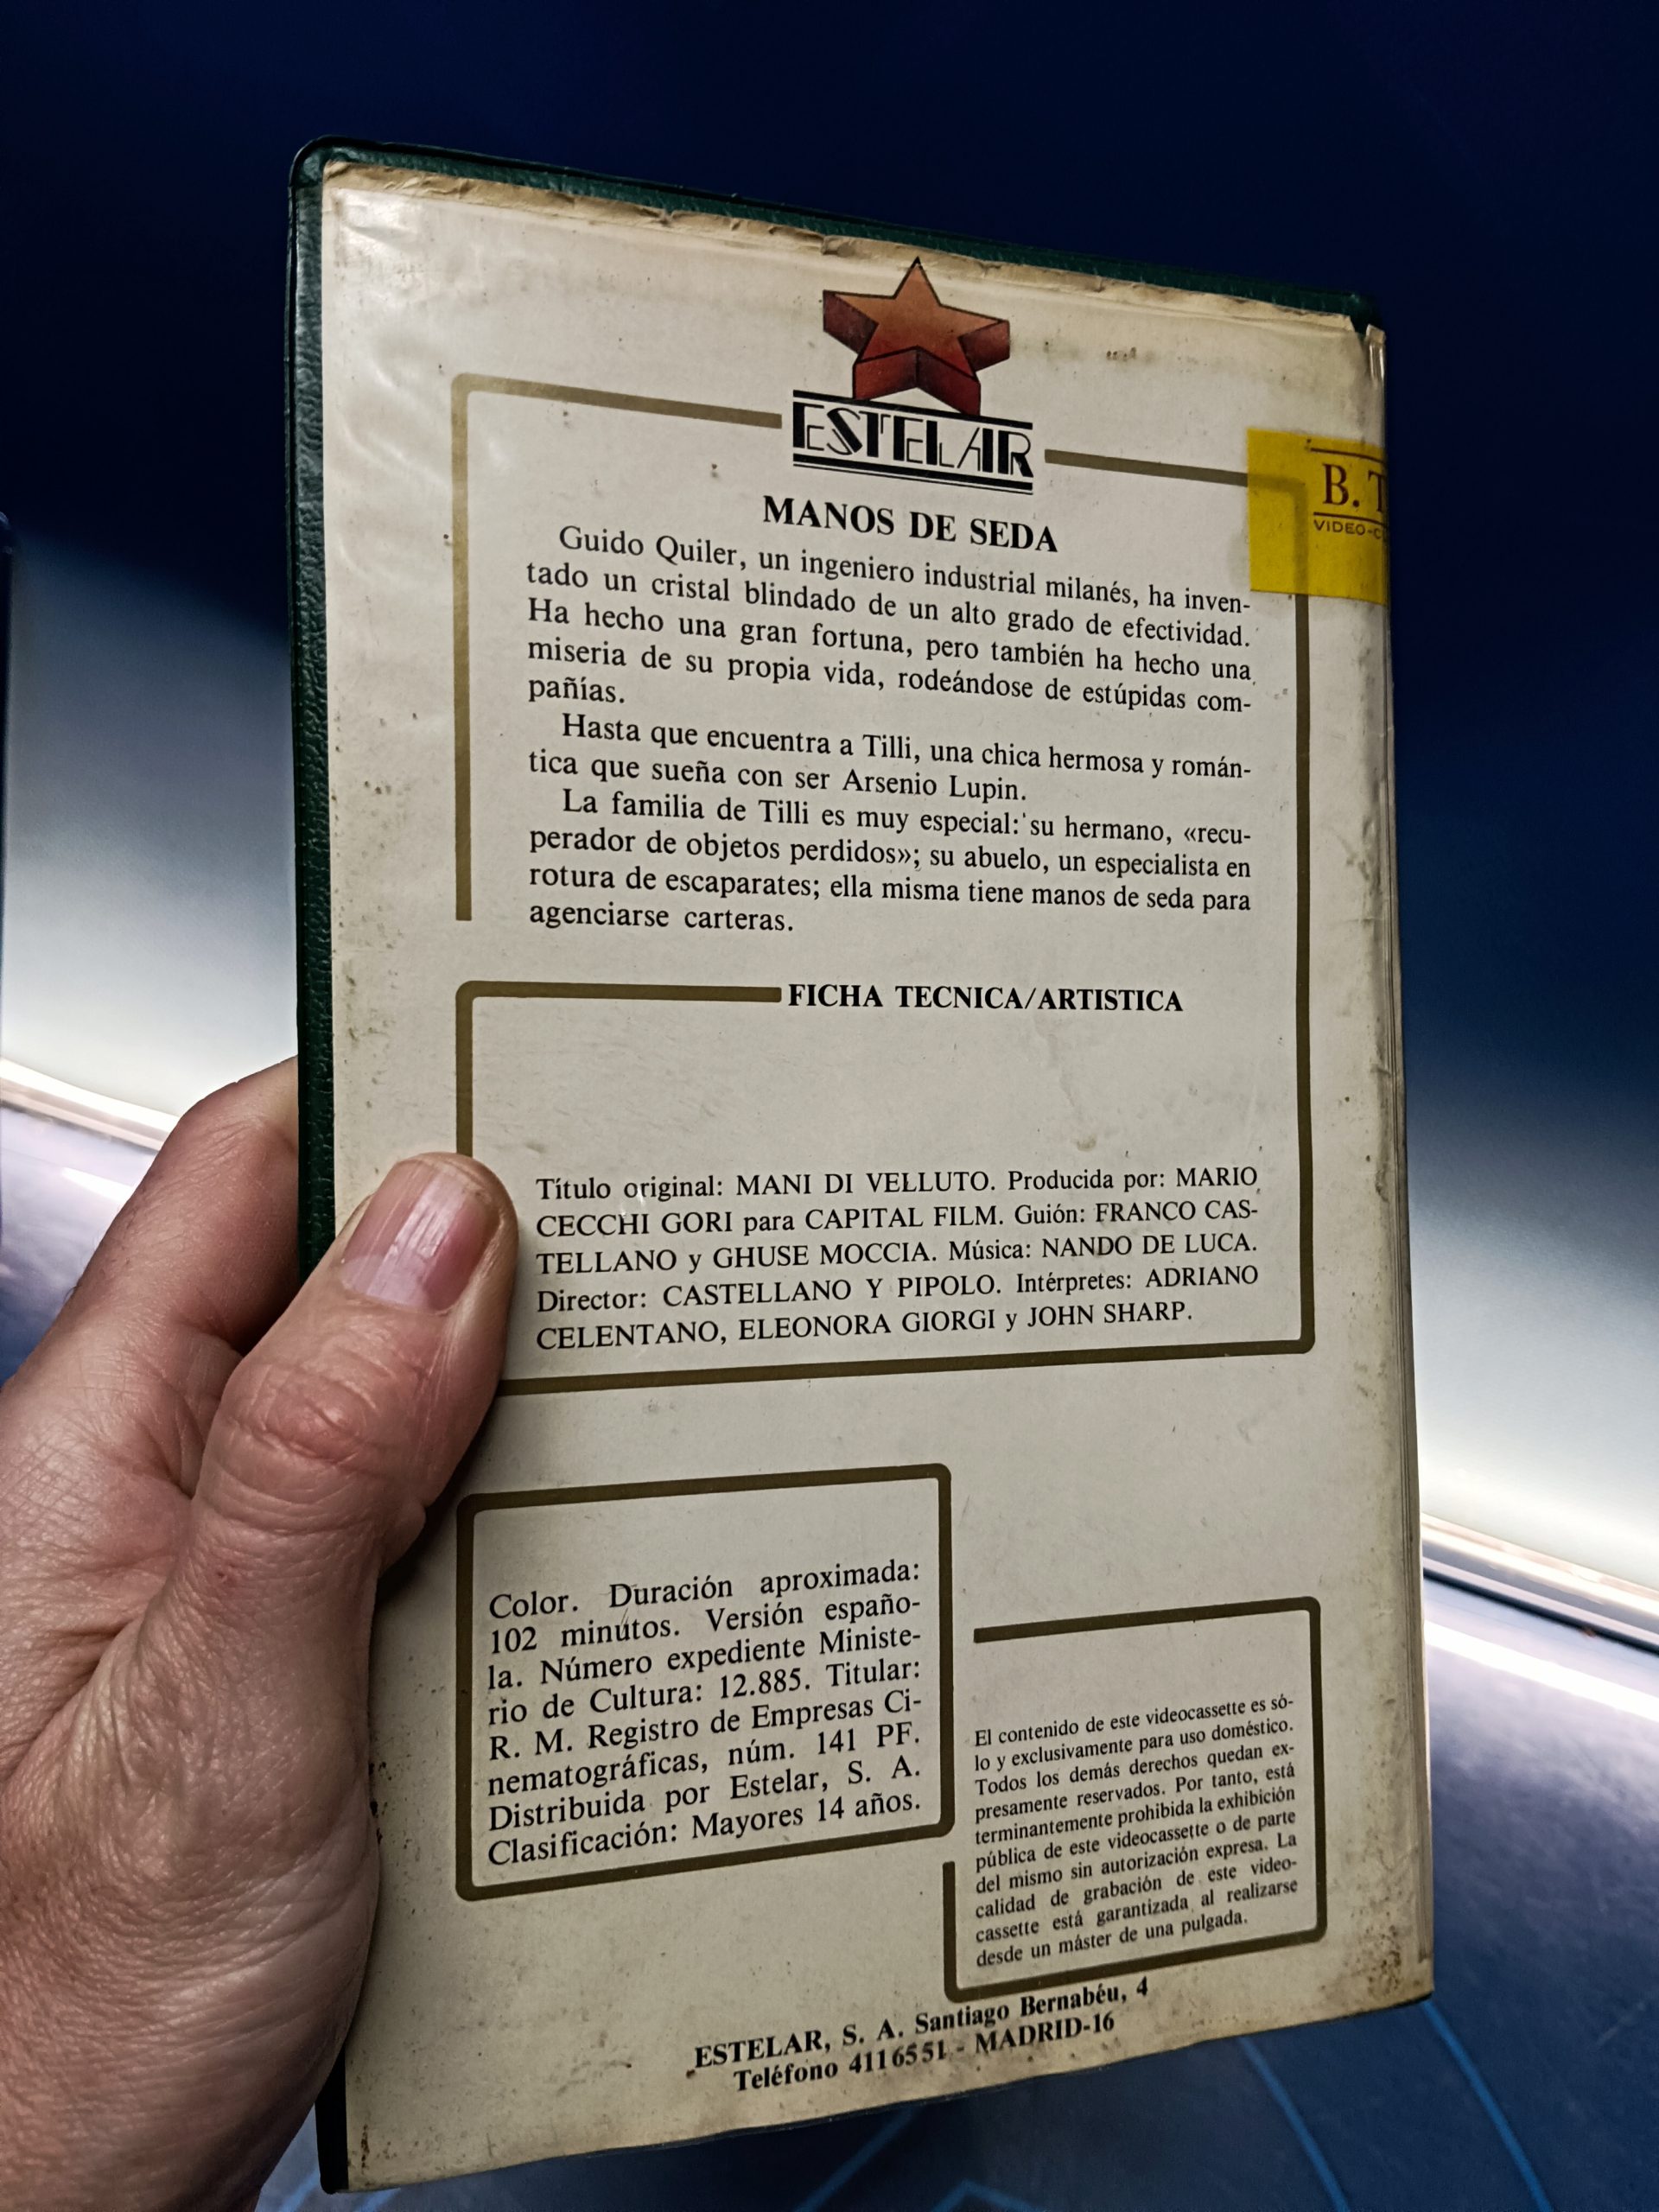 ESTELAR
B. T
VIDEO-C
MANOS DE SEDA
Guido Quiler, un ingeniero industrial milanés, ha inven-
tado un cristal blindado de un alto grado de efectividad.
Ha hecho una gran fortuna, pero también ha hecho una
miseria de su propia vida, rodeándose de estúpidas com-
pañías.
Hasta que encuentra a Tilli, una chica hermosa y román-
tica que sueña con ser Arsenio Lupin.
La familia de Tilli es muy especial: su hermano, «recu-
perador de objetos perdidos»; su abuelo, un especialista en
rotura de escaparates; ella misma tiene manos de seda para
agenciarse carteras.
FICHA TECNICA/ARTISTICA
Título original: MANI DI VELLUTO. Producida por: MARIO
CECCHI GORI para CAPITAL FILM. Guión: FRANCO CAS-
TELLANO y GHUSE MOCCIA. Música: NANDO DE LUCA.
Director: CASTELLANO Y PIPOLO. Intérpretes: ADRIANO
CELENTANO, ELEONORA GIORGI y JOHN SHARP.
Color. Duración aproximada:
102 minutos. Versión españo-
la. Número expediente Ministe-
rio de Cultura: 12.885. Titular:
R. M. Registro de Empresas Ci-
nematográficas, núm. 141 PF.
Distribuida por Estelar, S. A.
Clasificación: Mayores 14 años.
El contenido de este videocassette es só-
lo y exclusivamente para uso doméstico.
Todos los demás derechos quedan ex-
presamente reservados. Por tanto, está
terminantemente prohibida la exhibición
pública de este videocassette o de parte
del mismo sin autorización expresa. La
calidad de grabación de este video-
cassette está garantizada al realizarse
desde un máster de una pulgada.
ESTELAR, S. A. Santiago Bernabéu, 4
Teléfono 4116551 - MADRID-16